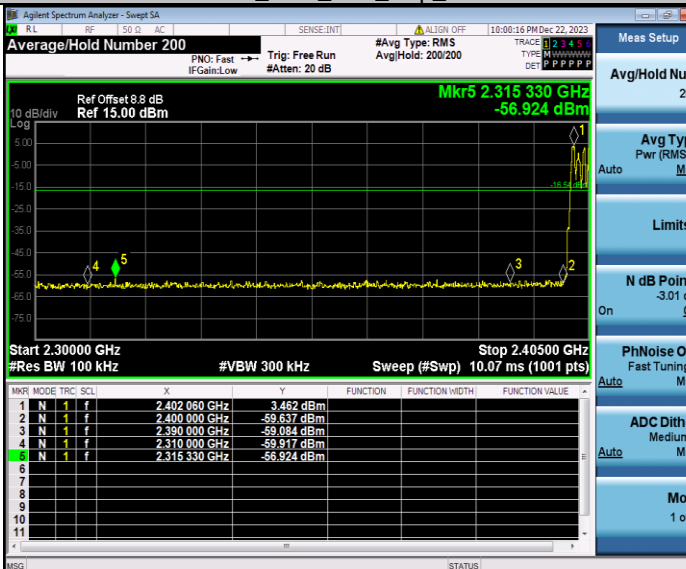 Agilent Spectrum Analyzer - Swept SA
RL RF 50 Ω AC SENSE:INT ALIGN OFF 10:00:16 PM Dec 22, 2023
Average/Hold Number 200
PNO: Fast
IFGain:Low
Trig: Free Run
#Atten: 20 dB
#Avg Type: RMS
Avg|Hold: 200/200
TRACE 1 2 3 4 5 6
TYPE M
DET P P P P P P
Mkr5 2.315 330 GHz
-56.924 dBm
Ref Offset 8.8 dB
10 dB/div Ref 15.00 dBm
Log
5.00
-5.00
-15.0
-16.54 dBm
-25.0
-35.0
-45.0
-55.0
-65.0
-75.0
1
4 5 3 2
Start 2.30000 GHz Stop 2.40500 GHz
#Res BW 100 kHz #VBW 300 kHz Sweep (#Swp) 10.07 ms (1001 pts)
MKR MODE TRC SCL X Y FUNCTION FUNCTION WIDTH FUNCTION VALUE
1 N 1 f 2.402 060 GHz 3.462 dBm
2 N 1 f 2.400 000 GHz -59.637 dBm
3 N 1 f 2.390 000 GHz -59.084 dBm
4 N 1 f 2.310 000 GHz -59.917 dBm
5 N 1 f 2.315 330 GHz -56.924 dBm
6
7
8
9
10
11
MSG STATUS
Meas Setup
Avg/Hold Nu
2
Avg Typ
Pwr (RMS
Auto M
Limits
N dB Poin
-3.01 d
On
PhNoise O
Fast Tuning
Auto M
ADC Dith
Medium
Auto M
Mo
1 o